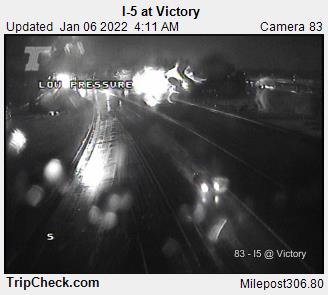 I-5 at Victory
Updated Jan 06 2022 4:11 AM Camera 83
T
LOW PRESSURE
S
83 - I5 @ Victory
TripCheck.com Milepost306.80